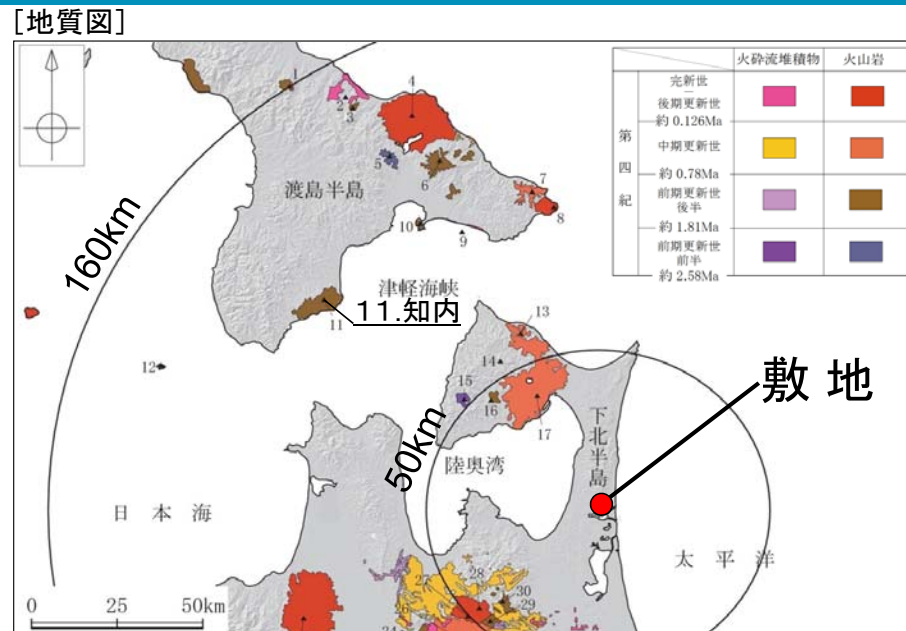 [地質図]
火砕流堆積物 火山岩
第四紀
完新世
|
後期更新世
約 0.126Ma
中期更新世
約 0.78Ma
前期更新世
後半
約 1.81Ma
前期更新世
前半
約 2.58Ma
1
2
3
4
5
6
7
8
9
10
渡島半島
160km
津軽海峡
11.知内
11
12
13
14
15
16
17
敷地
50km
下北半島
陸奥湾
日本海
太平洋
28
27
30
29
26
0 25 50km